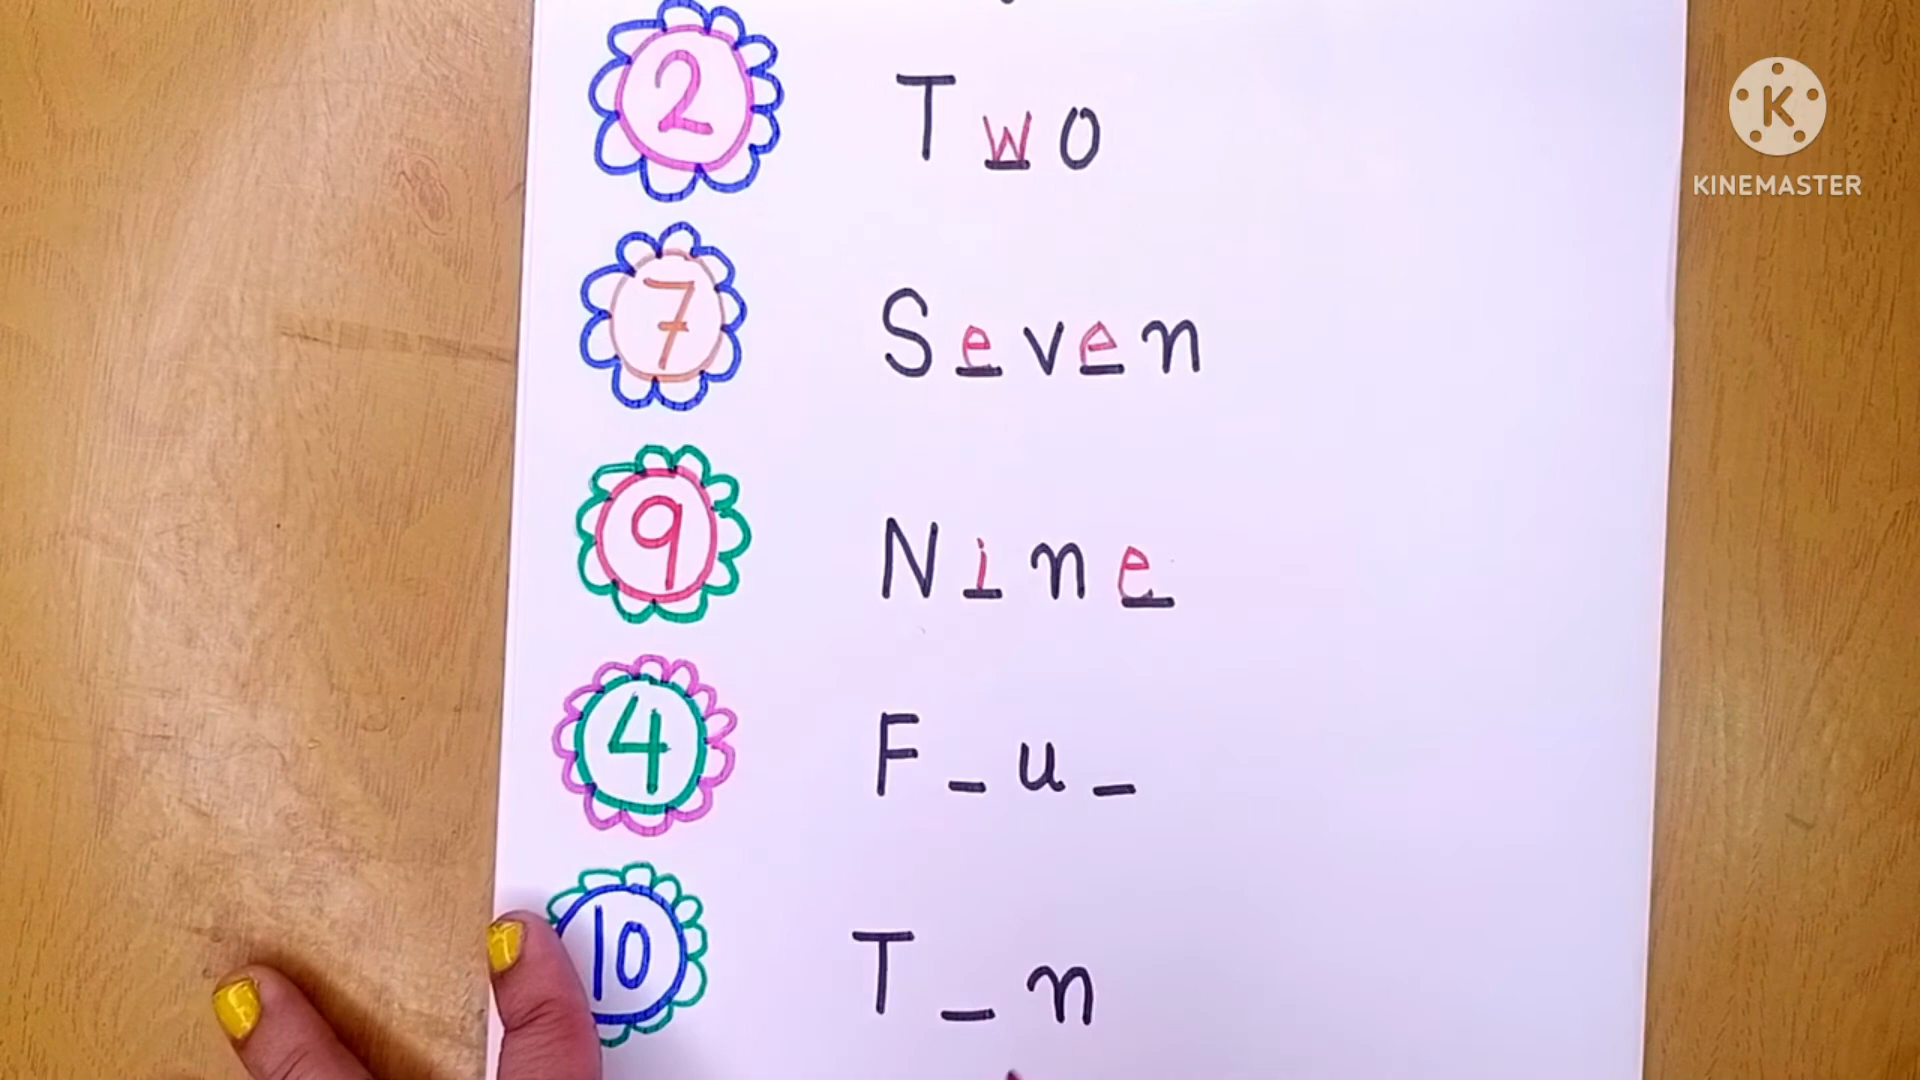 2 Two
K
KINEMASTER
7 Seven
9 Nine
4 F_u_
10 T_n